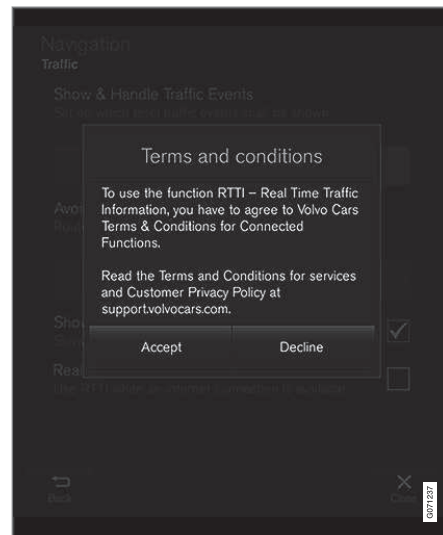 Navigation
Traffic
Show & Handle Traffic Events
Terms and conditions
To use the function RTTI – Real Time Traffic
Information, you have to agree to Volvo Cars
Terms & Conditions for Connected
Functions.
Read the Terms and Conditions for services
and Customer Privacy Policy at
support.volvocars.com.
Accept
Decline
Back
Close
G071237